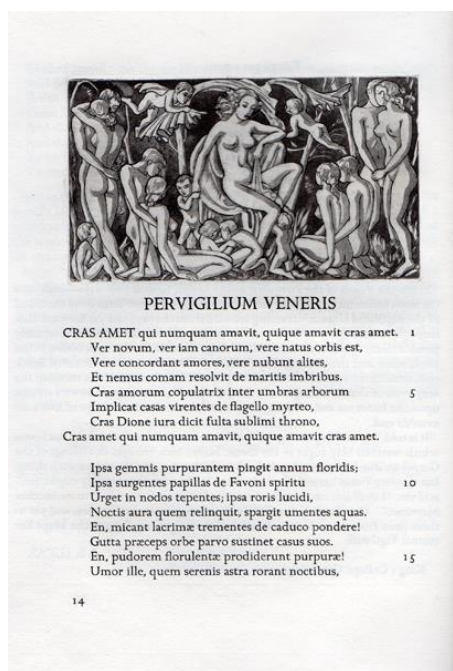 PERVIGILIUM VENERIS
CRAS AMET qui numquam amavit, quique amavit cras amet. 1
Ver novum, ver iam canorum, vere natus orbis est,
Vere concordant amores, vere nubunt alites,
Et nemus comam resolvit de maritis imbribus.
Cras amorum copulatrix inter umbras arborum 5
Implicat casas virentes de flagello myrteo,
Cras Dione iura dicit fulta sublimi throno,
Cras amet qui numquam amavit, quique amavit cras amet.
Ipsa gemmis purpurantem pingit annum floridis;
Ipsa surgentes papillas de Favoni spiritu 10
Urget in nodos tepentes; ipsa roris lucidi,
Noctis aura quem relinquit, spargit umentes aquas.
En, micant lacrimæ trementes de caduco pondere!
Gutta præceps orbe parvo sustinet casus suos.
En, pudorem florulentæ prodiderunt purpuræ! 15
Umor ille, quem serenis astra rorant noctibus,
14